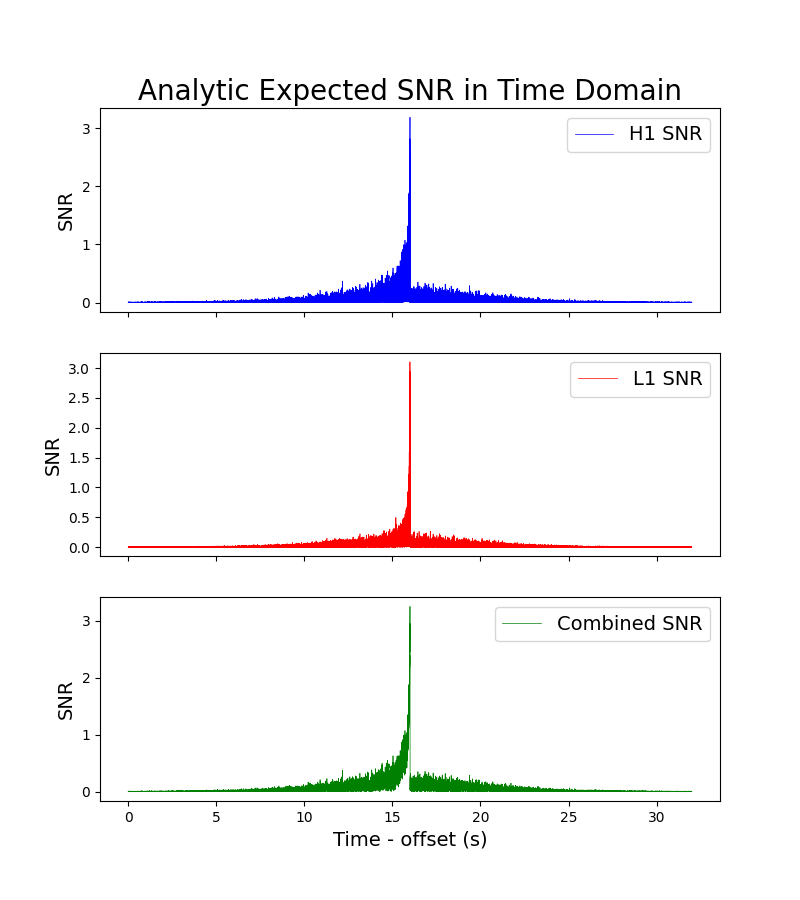 Analytic Expected SNR in Time Domain
3
2
1
0
SNR
H1 SNR
3.0
2.5
2.0
1.5
1.0
0.5
0.0
SNR
L1 SNR
3
2
1
0
SNR
Combined SNR
0 5 10 15 20 25 30
Time - offset (s)